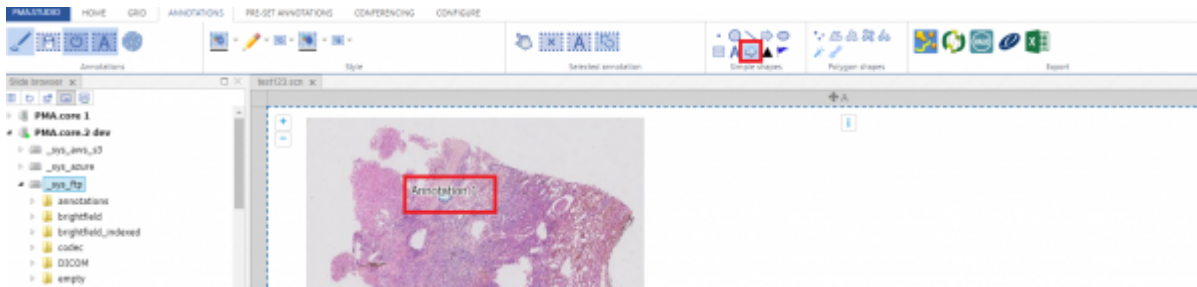 PMA.STUDIO HOME GRID ANNOTATIONS PRE-SET ANNOTATIONS CONFERENCING CONFIGURE
Annotations Style Selected annotation Simple shapes Polygon shapes Export
Slide browser test123.scn
A
PMA.core 1
PMA.core.2 dev
_sys_aws_s3
_sys_azure
_sys_ftp
Annotation 1
annotations
brightfield
brightfield_indexed
codec
DICOM
empty